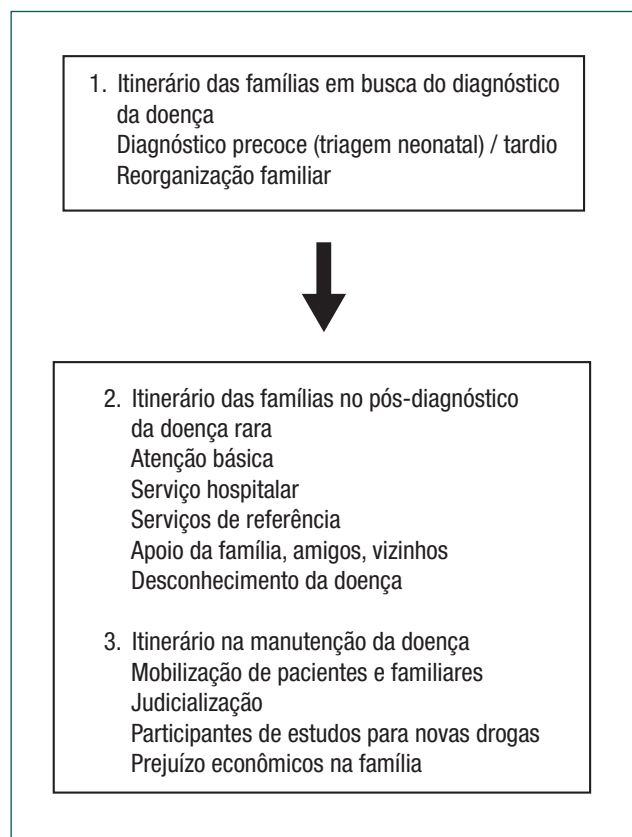 1. Itinerário das famílias em busca do diagnóstico
da doença
Diagnóstico precoce (triagem neonatal) / tardio
Reorganização familiar
2. Itinerário das famílias no pós-diagnóstico
da doença rara
Atenção básica
Serviço hospitalar
Serviços de referência
Apoio da família, amigos, vizinhos
Desconhecimento da doença
3. Itinerário na manutenção da doença
Mobilização de pacientes e familiares
Judicialização
Participantes de estudos para novas drogas
Prejuízo econômicos na família